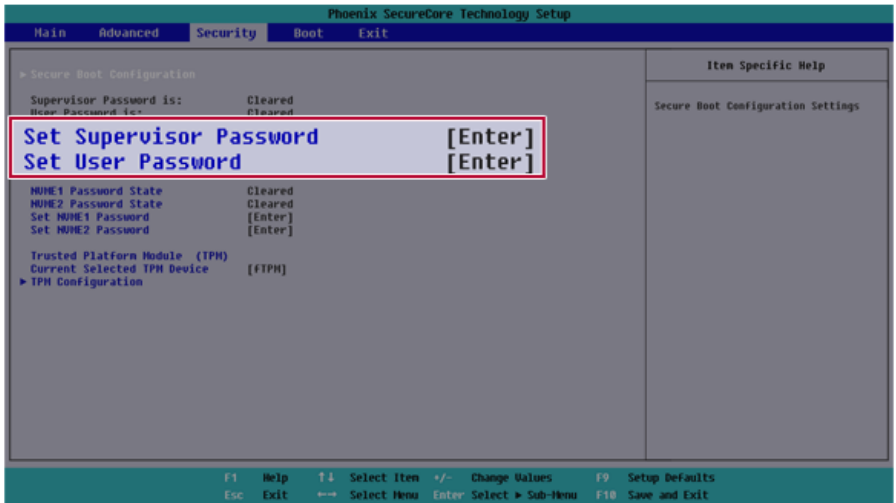 Phoenix SecureCore Technology Setup
Main Advanced Security Boot Exit
Item Specific Help
► Secure Boot Configuration
Supervisor Password is: Cleared
User Password is: Cleared
Secure Boot Configuration Settings
Set Supervisor Password [Enter]
Set User Password [Enter]
NVME1 Password State Cleared
NVME2 Password State Cleared
Set NVME1 Password [Enter]
Set NVME2 Password [Enter]
Trusted Platform Module (TPM)
Current Selected TPM Device [fTPM]
► TPM Configuration
F1 Help ↑↓ Select Item +/- Change Values F9 Setup Defaults
Esc Exit ←→ Select Menu Enter Select ► Sub-Menu F10 Save and Exit